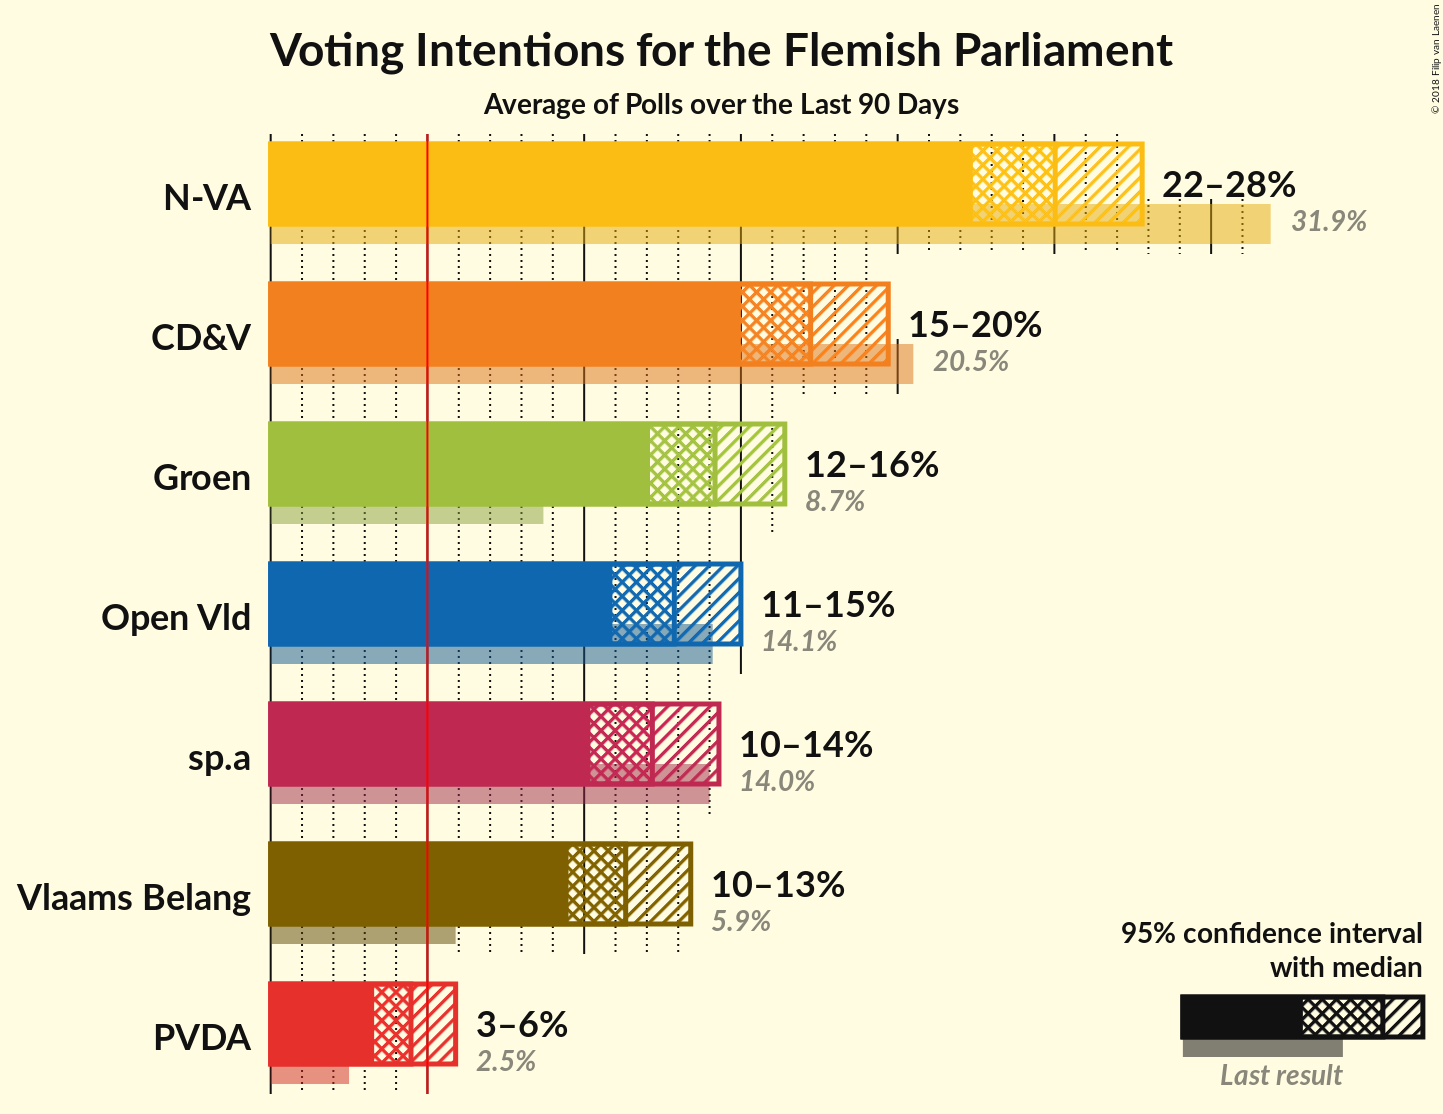 Voting Intentions for the Flemish Parliament
Average of Polls over the Last 90 Days
© 2018 Filip van Laenen
N-VA
22–28%
31.9%
CD&V
15–20%
20.5%
Groen
12–16%
8.7%
Open Vld
11–15%
14.1%
sp.a
10–14%
14.0%
Vlaams Belang
10–13%
5.9%
PVDA
3–6%
2.5%
95% confidence interval
with median
Last result